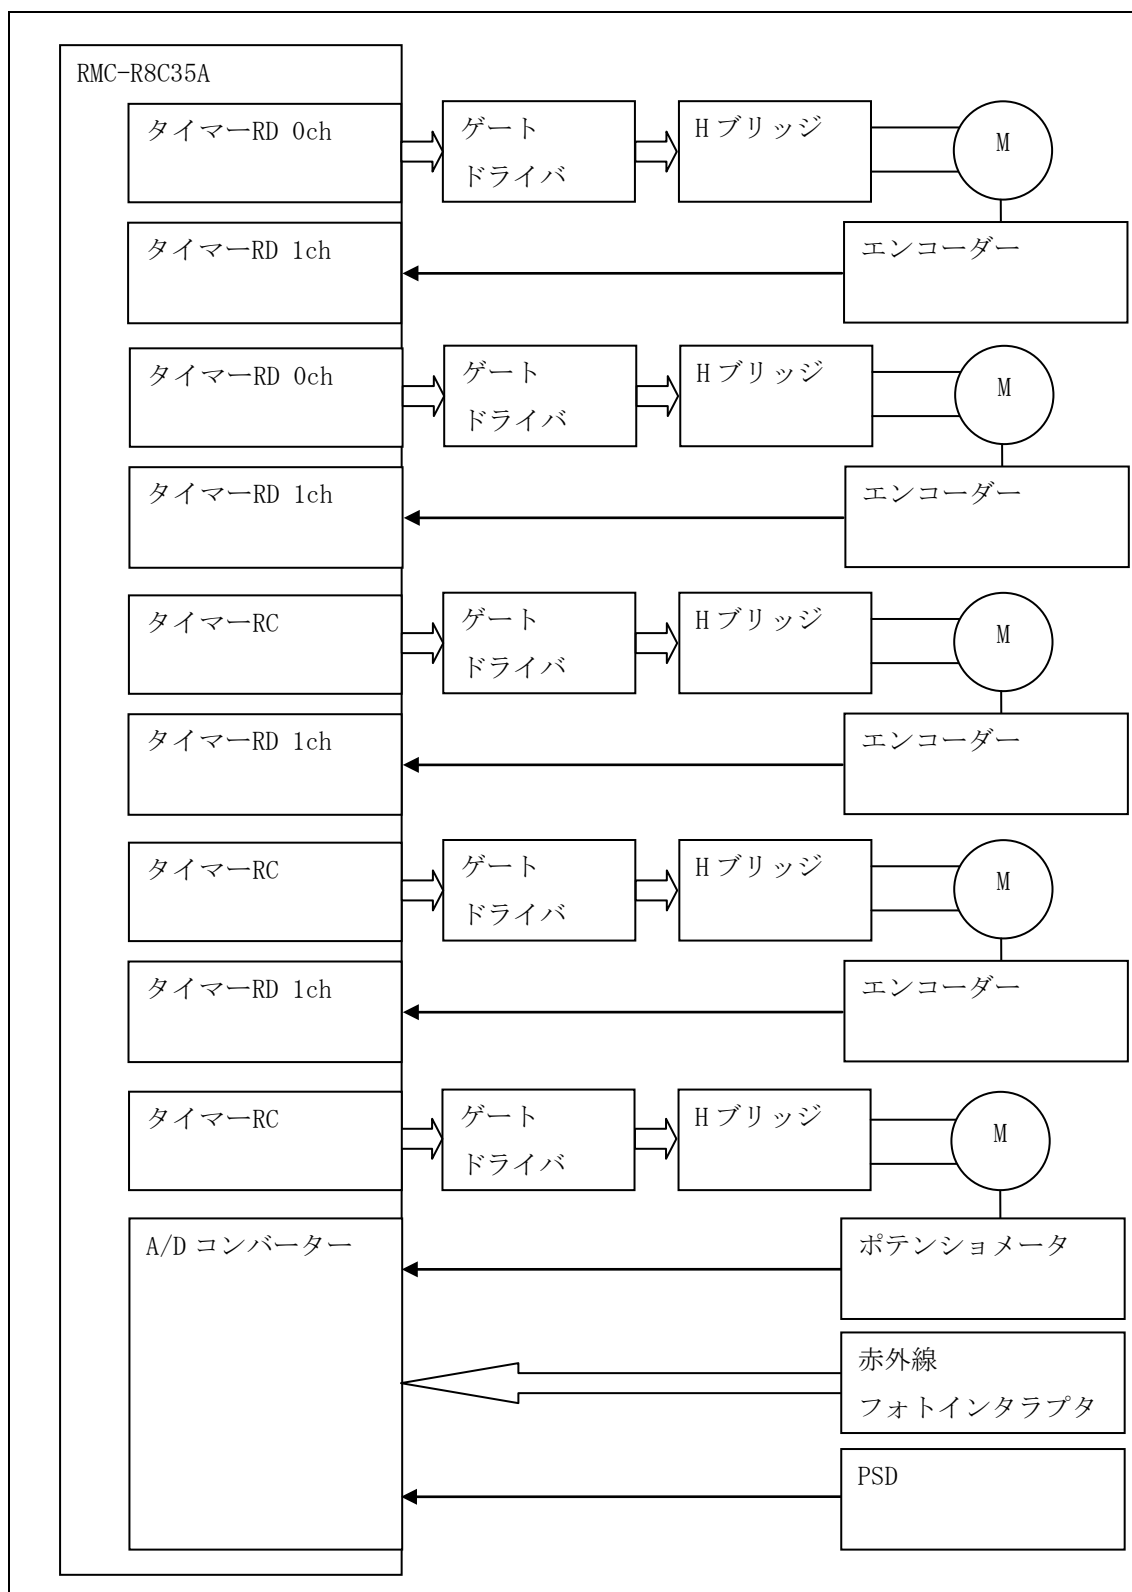 RMC-R8C35A
タイマーRD 0ch
ゲート
ドライバ
Hブリッジ
M
タイマーRD 1ch
エンコーダー
タイマーRD 0ch
ゲート
ドライバ
Hブリッジ
M
タイマーRD 1ch
エンコーダー
タイマーRC
ゲート
ドライバ
Hブリッジ
M
タイマーRD 1ch
エンコーダー
タイマーRC
ゲート
ドライバ
Hブリッジ
M
タイマーRD 1ch
エンコーダー
タイマーRC
ゲート
ドライバ
Hブリッジ
M
A/Dコンバーター
ポテンショメータ
赤外線
フォトインタラプタ
PSD